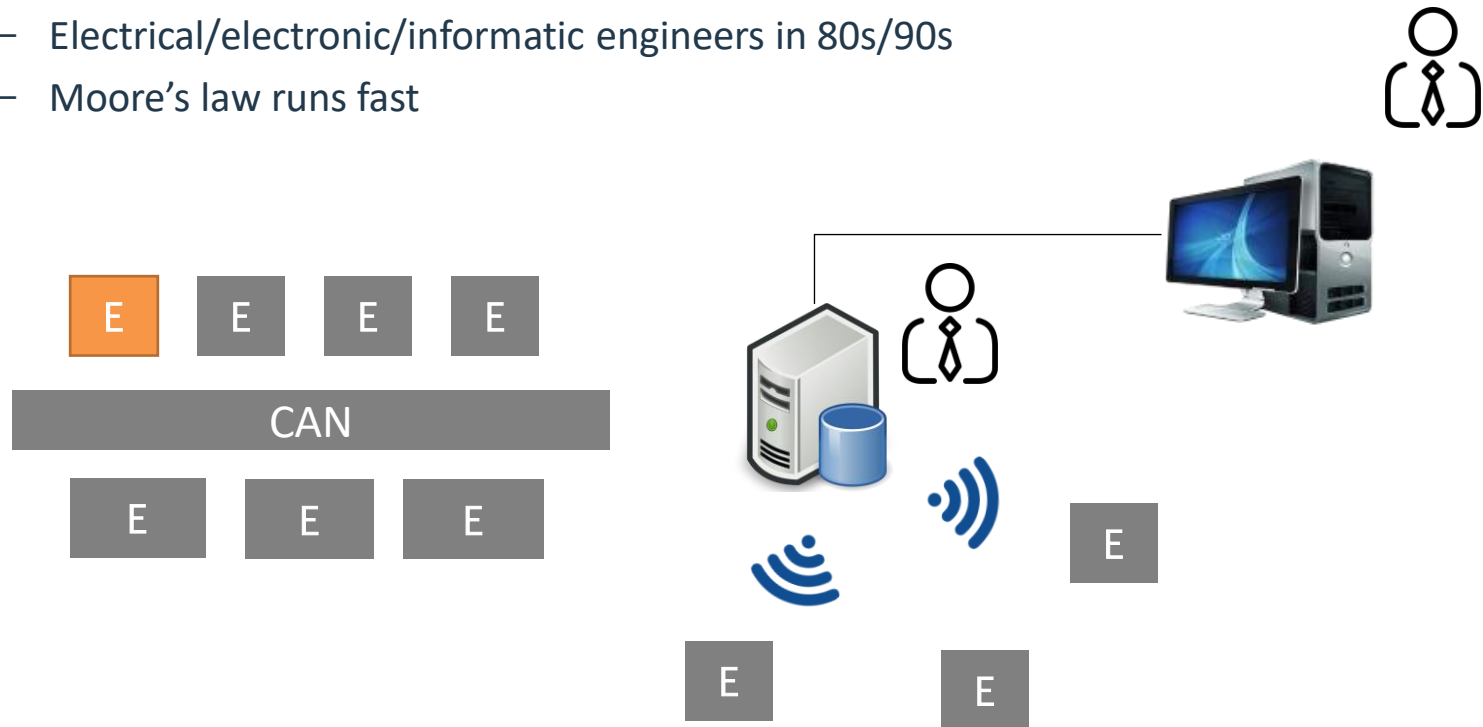 – Electrical/electronic/informatic engineers in 80s/90s
– Moore's law runs fast
E E E E
CAN
E E E
E
E E